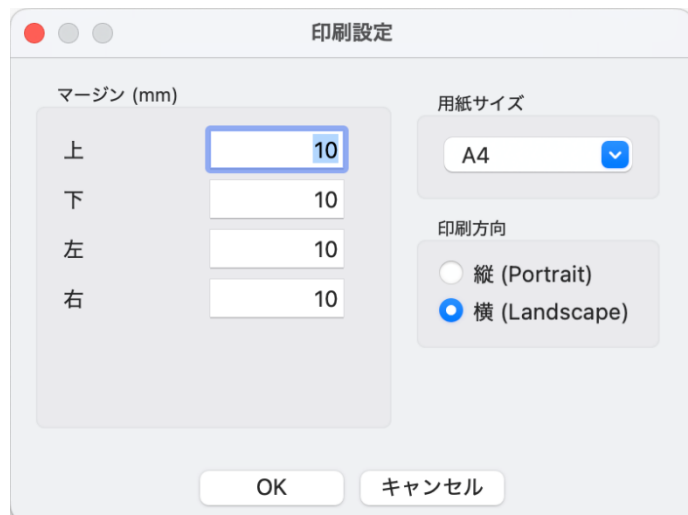 印刷設定
マージン (mm)
上 10
下 10
左 10
右 10
用紙サイズ
A4
印刷方向
縦 (Portrait)
横 (Landscape)
OK キャンセル